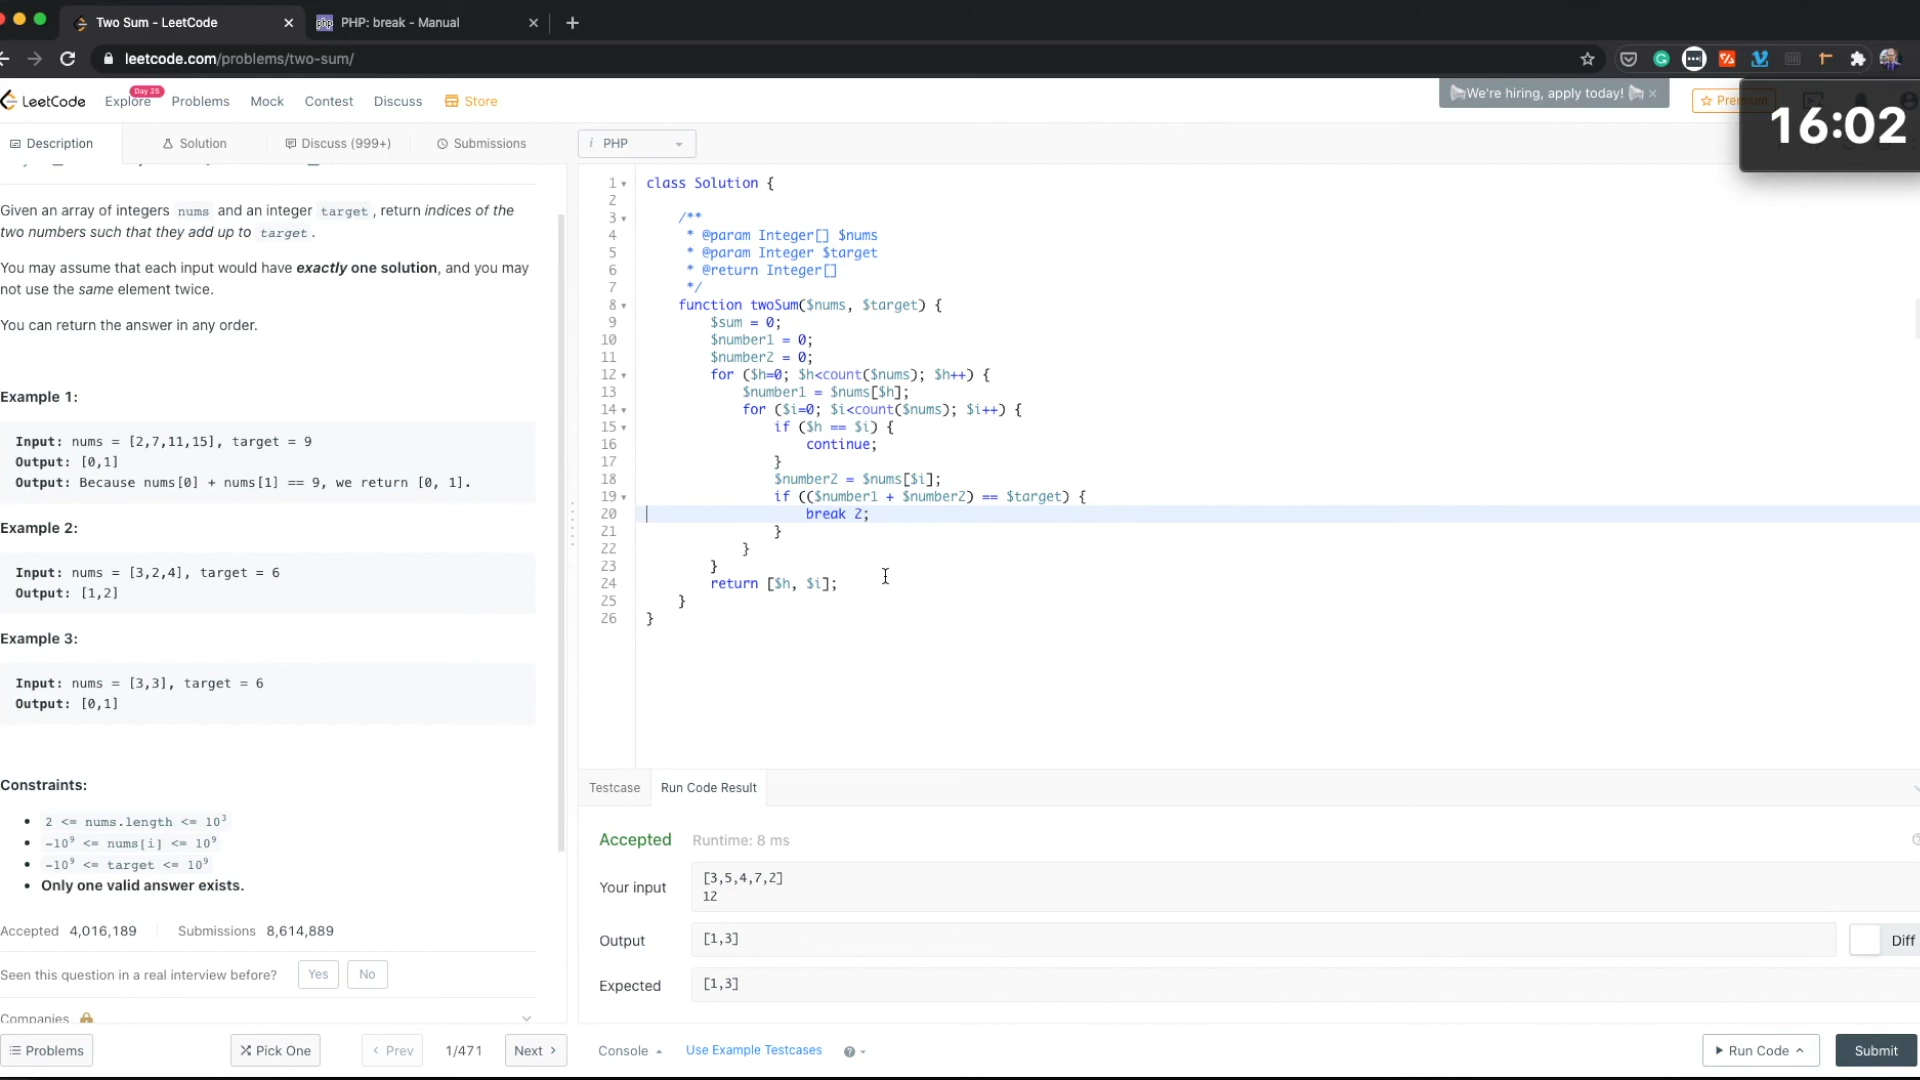 Two Sum - LeetCode
PHP: break - Manual
leetcode.com/problems/two-sum/
LeetCode
Explore
Day 25
Problems
Mock
Contest
Discuss
Store
We're hiring, apply today!
16:02
Description
Solution
Discuss (999+)
Submissions
i PHP
Given an array of integers nums and an integer target, return indices of the
two numbers such that they add up to target.
You may assume that each input would have exactly one solution, and you may
not use the same element twice.
You can return the answer in any order.
Example 1:
Input: nums = [2,7,11,15], target = 9
Output: [0,1]
Output: Because nums[0] + nums[1] == 9, we return [0, 1].
Example 2:
Input: nums = [3,2,4], target = 6
Output: [1,2]
Example 3:
Input: nums = [3,3], target = 6
Output: [0,1]
Constraints:
2 <= nums.length <= 10³
-10⁹ <= nums[i] <= 10⁹
-10⁹ <= target <= 10⁹
Only one valid answer exists.
Accepted 4,016,189
Submissions 8,614,889
Seen this question in a real interview before?
Yes
No
Companies
Problems
Pick One
< Prev
1/471
Next >
1 class Solution {
2
3 /**
4 * @param Integer[] $nums
5 * @param Integer $target
6 * @return Integer[]
7 */
8 function twoSum($nums, $target) {
9 $sum = 0;
10 $number1 = 0;
11 $number2 = 0;
12 for ($h=0; $h<count($nums); $h++) {
13 $number1 = $nums[$h];
14 for ($i=0; $i<count($nums); $i++) {
15 if ($h == $i) {
16 continue;
17 }
18 $number2 = $nums[$i];
19 if (($number1 + $number2) == $target) {
20 break 2;
21 }
22 }
23 }
24 return [$h, $i];
25 }
26 }
Testcase
Run Code Result
Accepted
Runtime: 8 ms
Your input
[3,5,4,7,2]
12
Output
[1,3]
Diff
Expected
[1,3]
Console
Use Example Testcases
Run Code
Submit